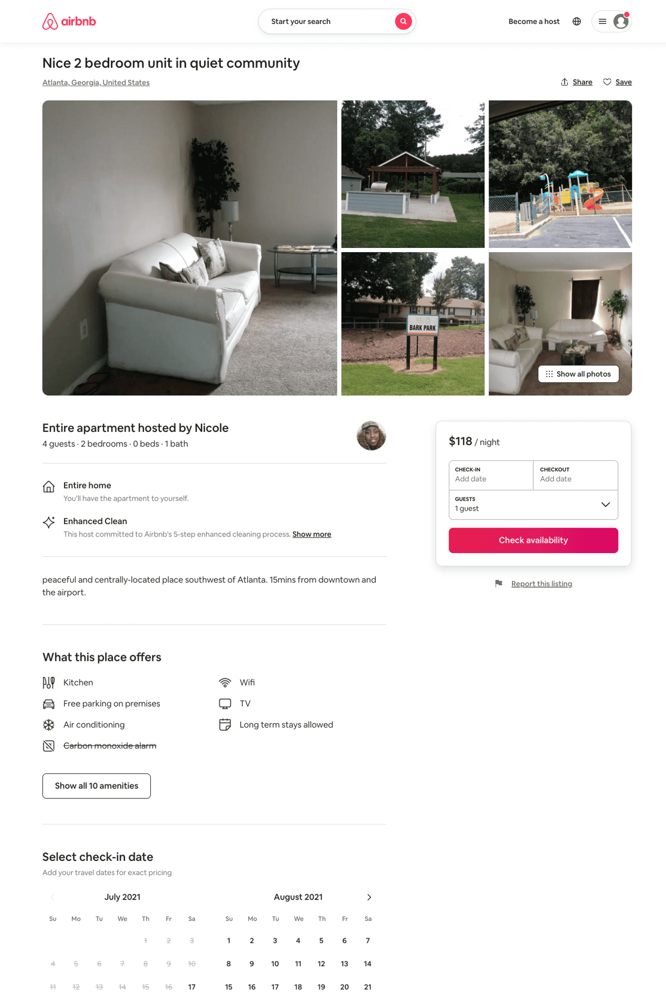 airbnb
Start your search
Become a host
Nice 2 bedroom unit in quiet community
Atlanta, Georgia, United States
Share
Save
BARK PARK
Show all photos
Entire apartment hosted by Nicole
4 guests · 2 bedrooms · 0 beds · 1 bath
Entire home
You'll have the apartment to yourself.
Enhanced Clean
This host committed to Airbnb's 5-step enhanced cleaning process. Show more
peaceful and centrally-located place southwest of Atlanta. 15mins from downtown and
the airport.
$118 / night
CHECK-IN
Add date
CHECKOUT
Add date
GUESTS
1 guest
Check availability
Report this listing
What this place offers
Kitchen
Wifi
Free parking on premises
TV
Air conditioning
Long term stays allowed
Carbon monoxide alarm
Show all 10 amenities
Select check-in date
Add your travel dates for exact pricing
July 2021
Su Mo Tu We Th Fr Sa
1 2 3
4 5 6 7 8 9 10
11 12 13 14 15 16 17
August 2021
Su Mo Tu We Th Fr Sa
1 2 3 4 5 6 7
8 9 10 11 12 13 14
15 16 17 18 19 20 21